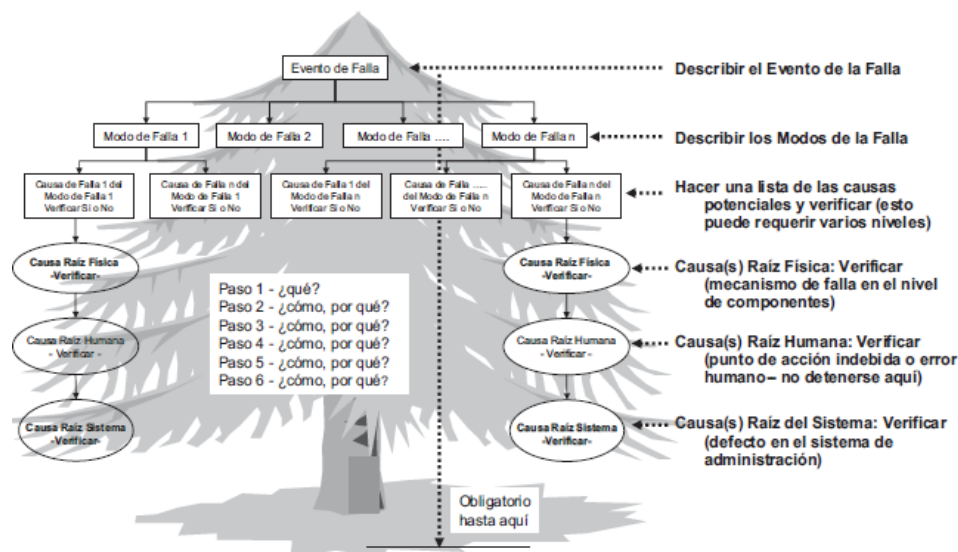 Evento de Falla
Describir el Evento de la Falla
Modo de Falla 1
Modo de Falla 2
Modo de Falla .....
Modo de Falla n
Describir los Modos de la Falla
Causa de Falla 1 del
Modo de Falla 1
Verificar Si o No
Causa de Falla n del
Modo de Falla 1
Verificar Si o No
Causa de Falla 1 del
Modo de Falla n
Verificar Si o No
Causa de Falla .....
del Modo de Falla n
Verificar Si o No
Causa de Falla n del
Modo de Falla n
Verificar Si o No
Hacer una lista de las causas
potenciales y verificar (esto
puede requerir varios niveles)
Causa Raíz Física
-Verificar-
Causa Raíz Física
-Verificar-
Causa(s) Raíz Física: Verificar
(mecanismo de falla en el nivel
de componentes)
Paso 1 - ¿qué?
Paso 2 - ¿cómo, por qué?
Paso 3 - ¿cómo, por qué?
Paso 4 - ¿cómo, por qué?
Paso 5 - ¿cómo, por qué?
Paso 6 - ¿cómo, por qué?
Causa Raíz Humana
- Verificar -
Causa Raíz Humana
- Verificar -
Causa(s) Raíz Humana: Verificar
(punto de acción indebida o error
humano– no detenerse aquí)
Causa Raíz Sistema
-Verificar-
Causa Raíz Sistema
-Verificar-
Causa(s) Raíz del Sistema: Verificar
(defecto en el sistema de
administración)
Obligatorio
hasta aquí